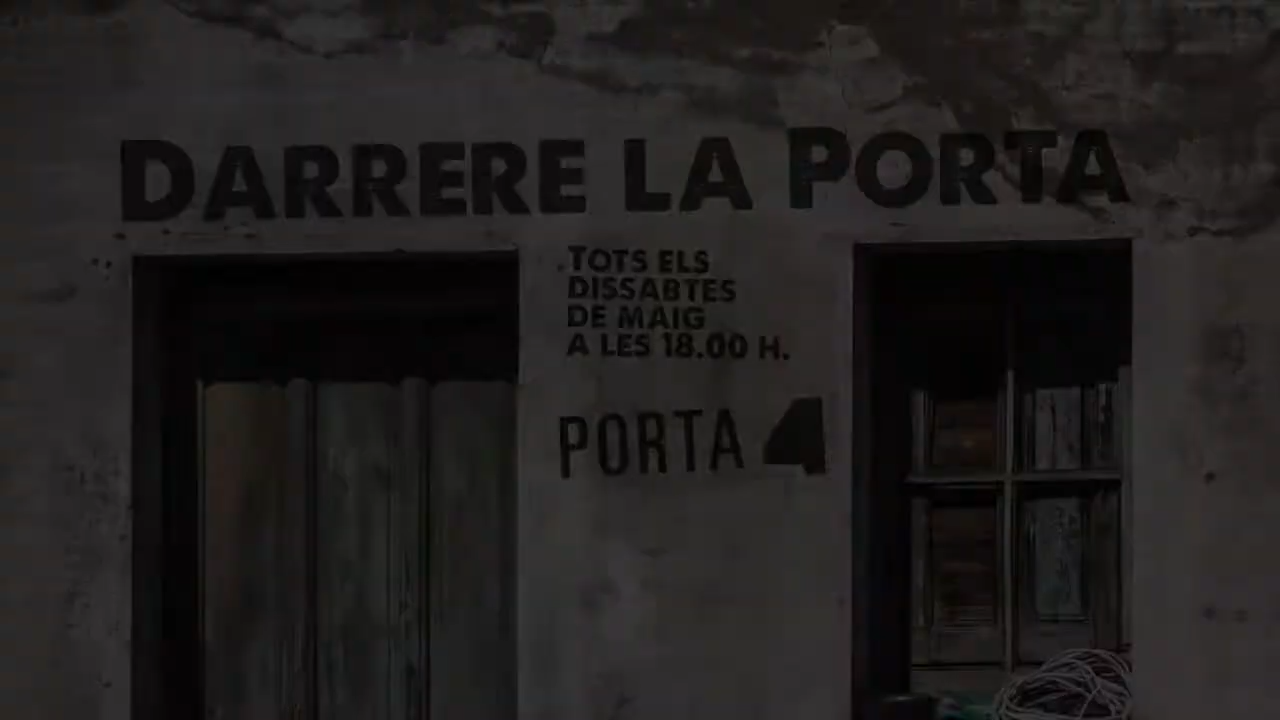 DARRERE LA PORTA
TOTS ELS
DISSABTES
DE MAIG
A LES 18.00 H.
PORTA 4